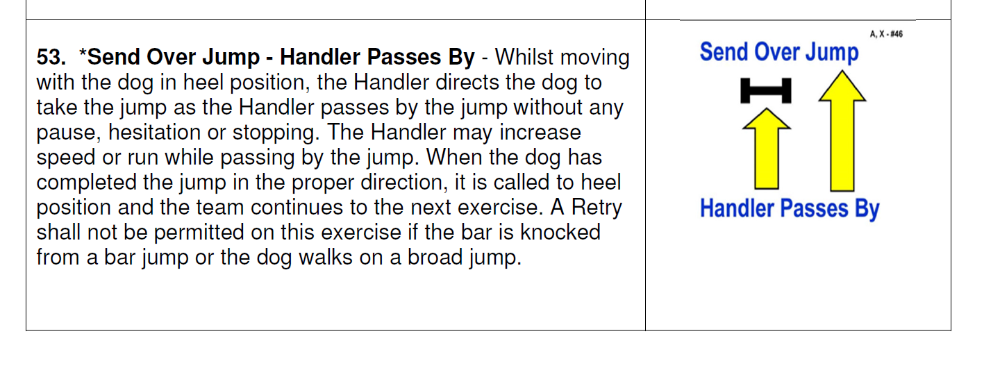 53.  *Send Over Jump - Handler Passes By - Whilst moving
with the dog in heel position, the Handler directs the dog to
take the jump as the Handler passes by the jump without any
pause, hesitation or stopping. The Handler may increase
speed or run while passing by the jump. When the dog has
completed the jump in the proper direction, it is called to heel
position and the team continues to the next exercise. A Retry
shall not be permitted on this exercise if the bar is knocked
from a bar jump or the dog walks on a broad jump.
A, X - #46
Send Over Jump
Handler Passes By